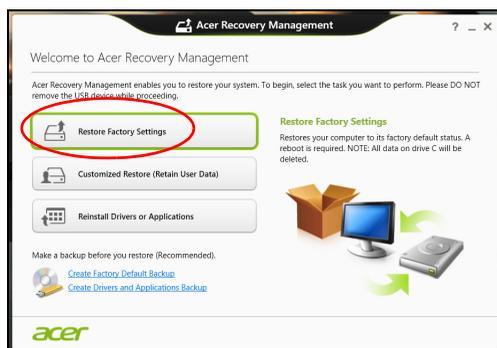 Acer Recovery Management
? _ X
Welcome to Acer Recovery Management
Acer Recovery Management enables you to restore your system. To begin, select the task you want to perform. Please DO NOT
remove the USB device while proceeding.
Restore Factory Settings
Customized Restore (Retain User Data)
Reinstall Drivers or Applications
Restore Factory Settings
Restores your computer to its factory default status. A
reboot is required. NOTE: All data on drive C will be
deleted.
Make a backup before you restore (Recommended).
Create Factory Default Backup
Create Drivers and Applications Backup
acer